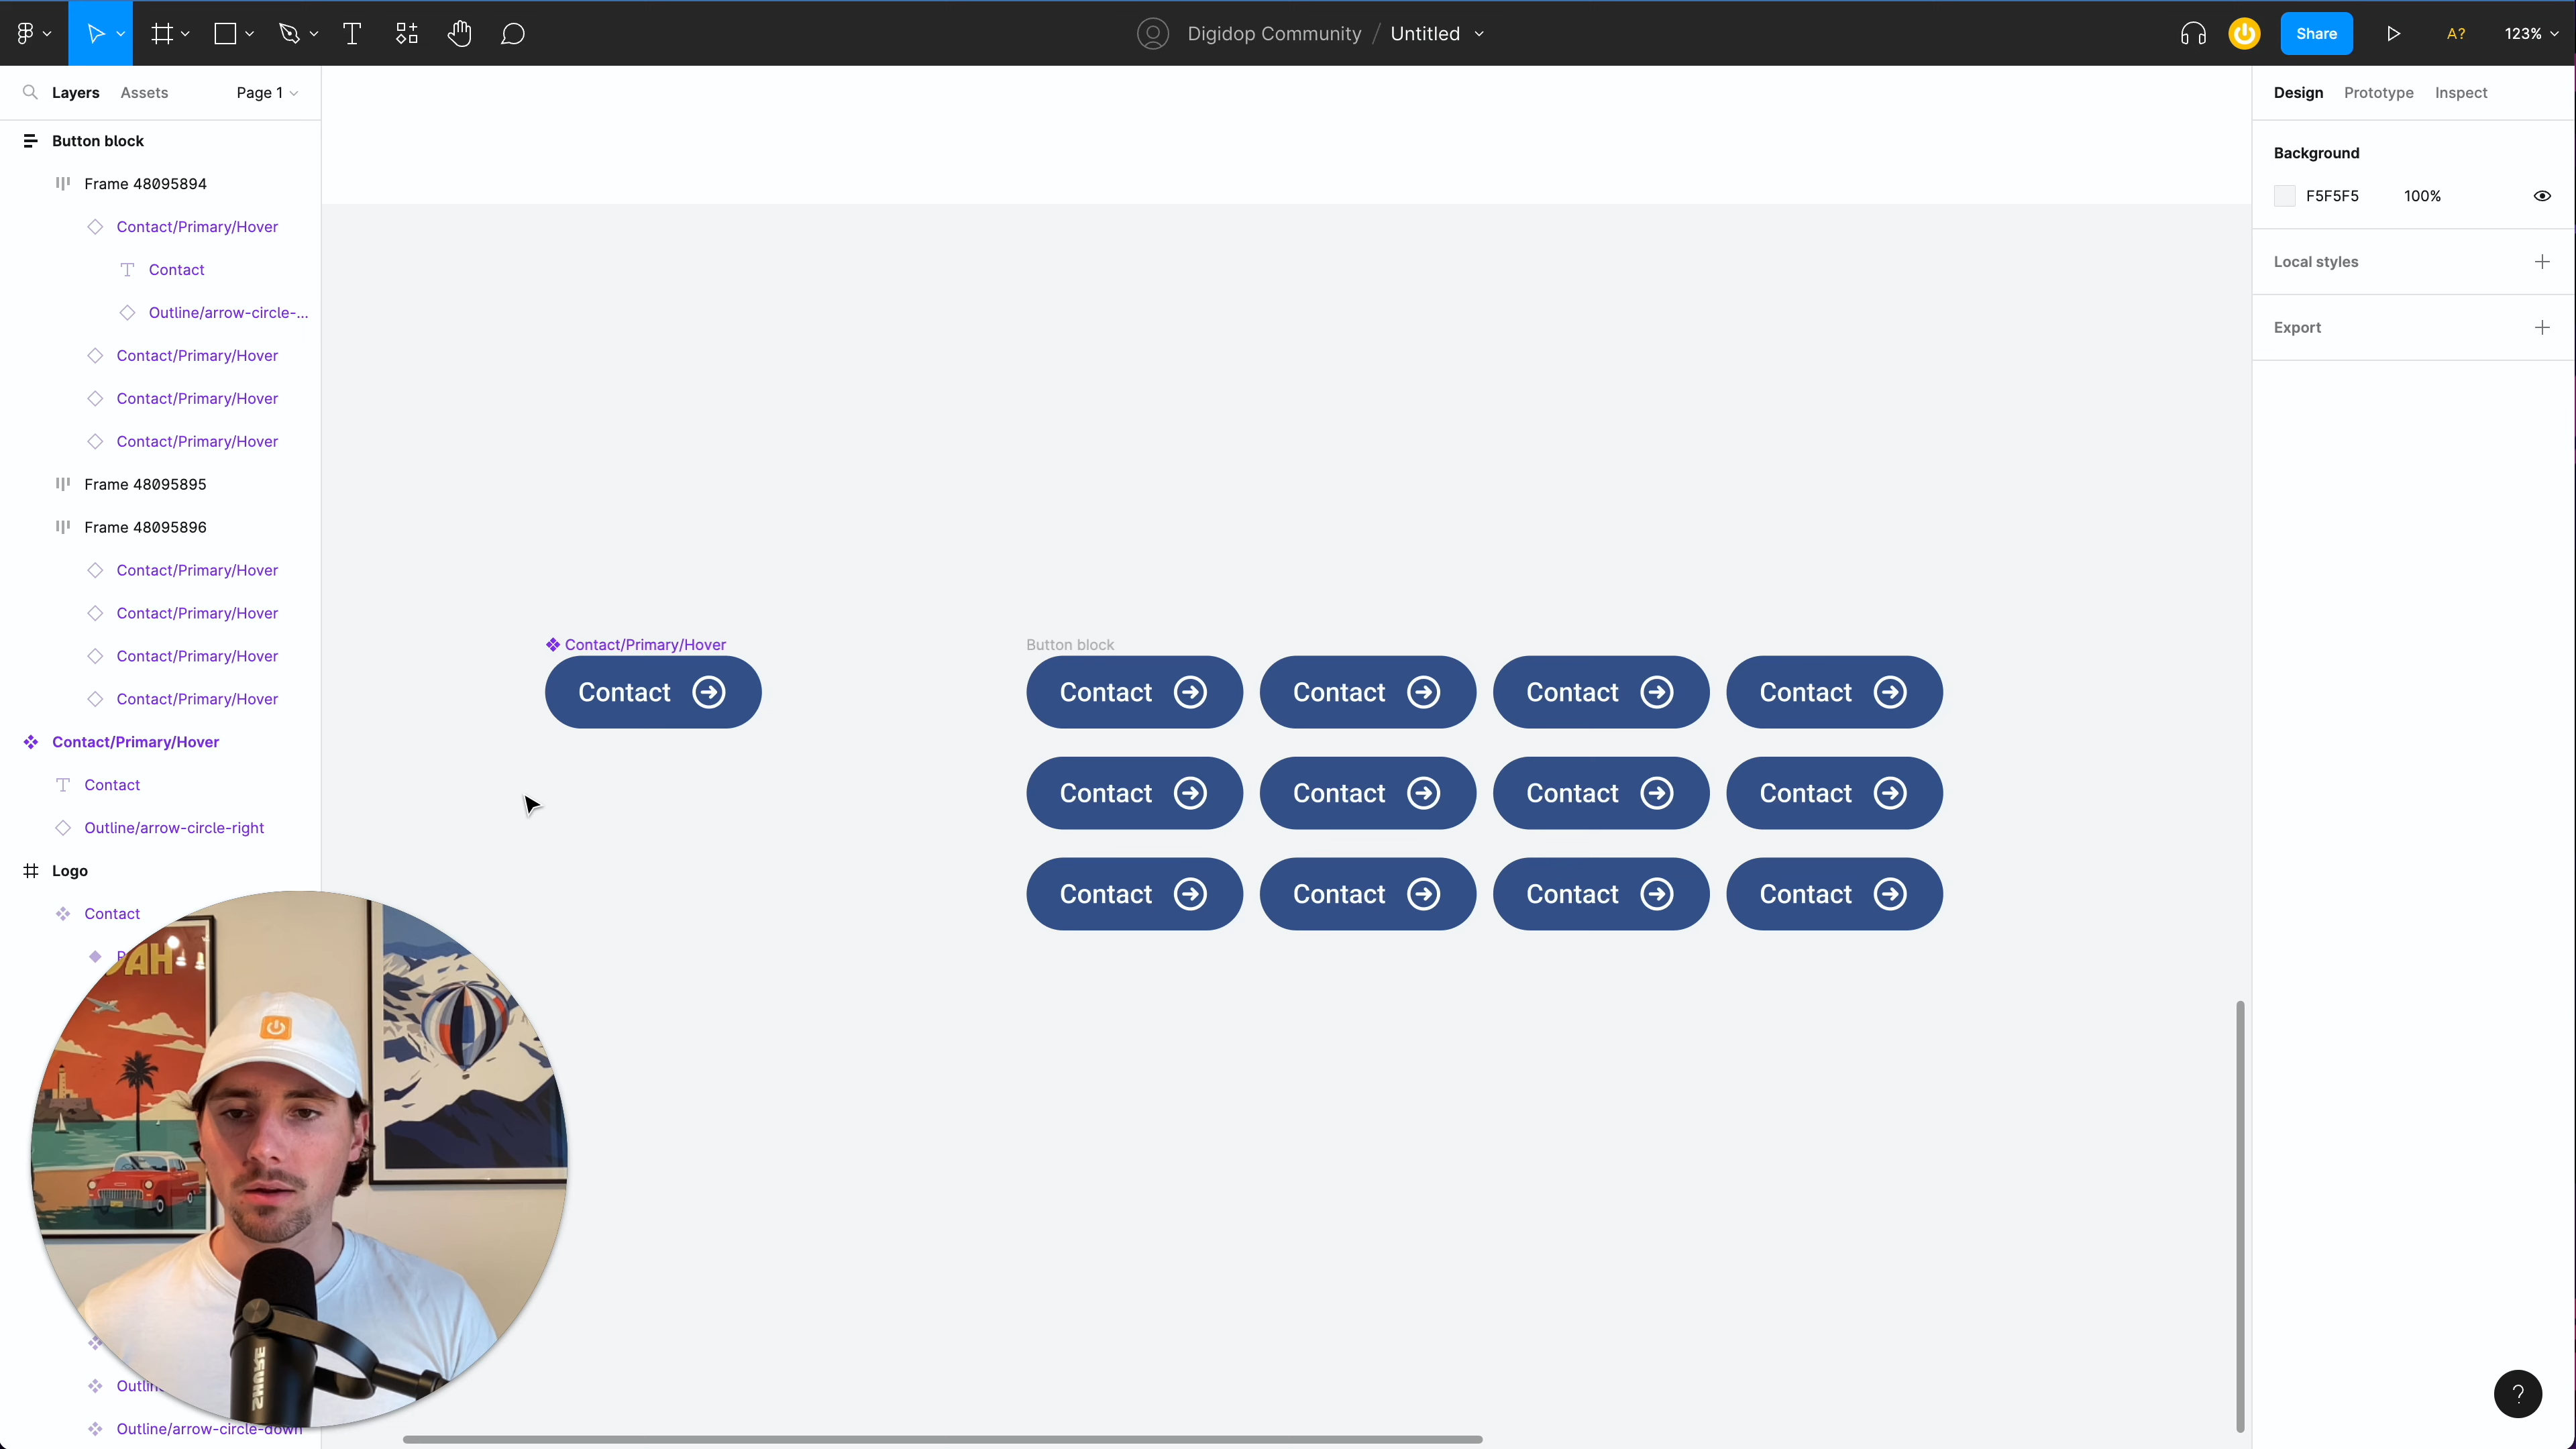 Digidop Community / Untitled
Share
A?
123%
Layers
Assets
Page 1
Button block
Frame 48095894
Contact/Primary/Hover
Contact
Outline/arrow-circle-...
Contact/Primary/Hover
Contact/Primary/Hover
Contact/Primary/Hover
Frame 48095895
Frame 48095896
Contact/Primary/Hover
Contact/Primary/Hover
Contact/Primary/Hover
Contact/Primary/Hover
Contact/Primary/Hover
Contact
Outline/arrow-circle-right
Logo
Contact
Outline/arrow-circle-down
Contact/Primary/Hover
Contact
Button block
Contact Contact Contact Contact
Contact Contact Contact Contact
Contact Contact Contact Contact
SHURE
Design
Prototype
Inspect
Background
F5F5F5
100%
Local styles
Export
?